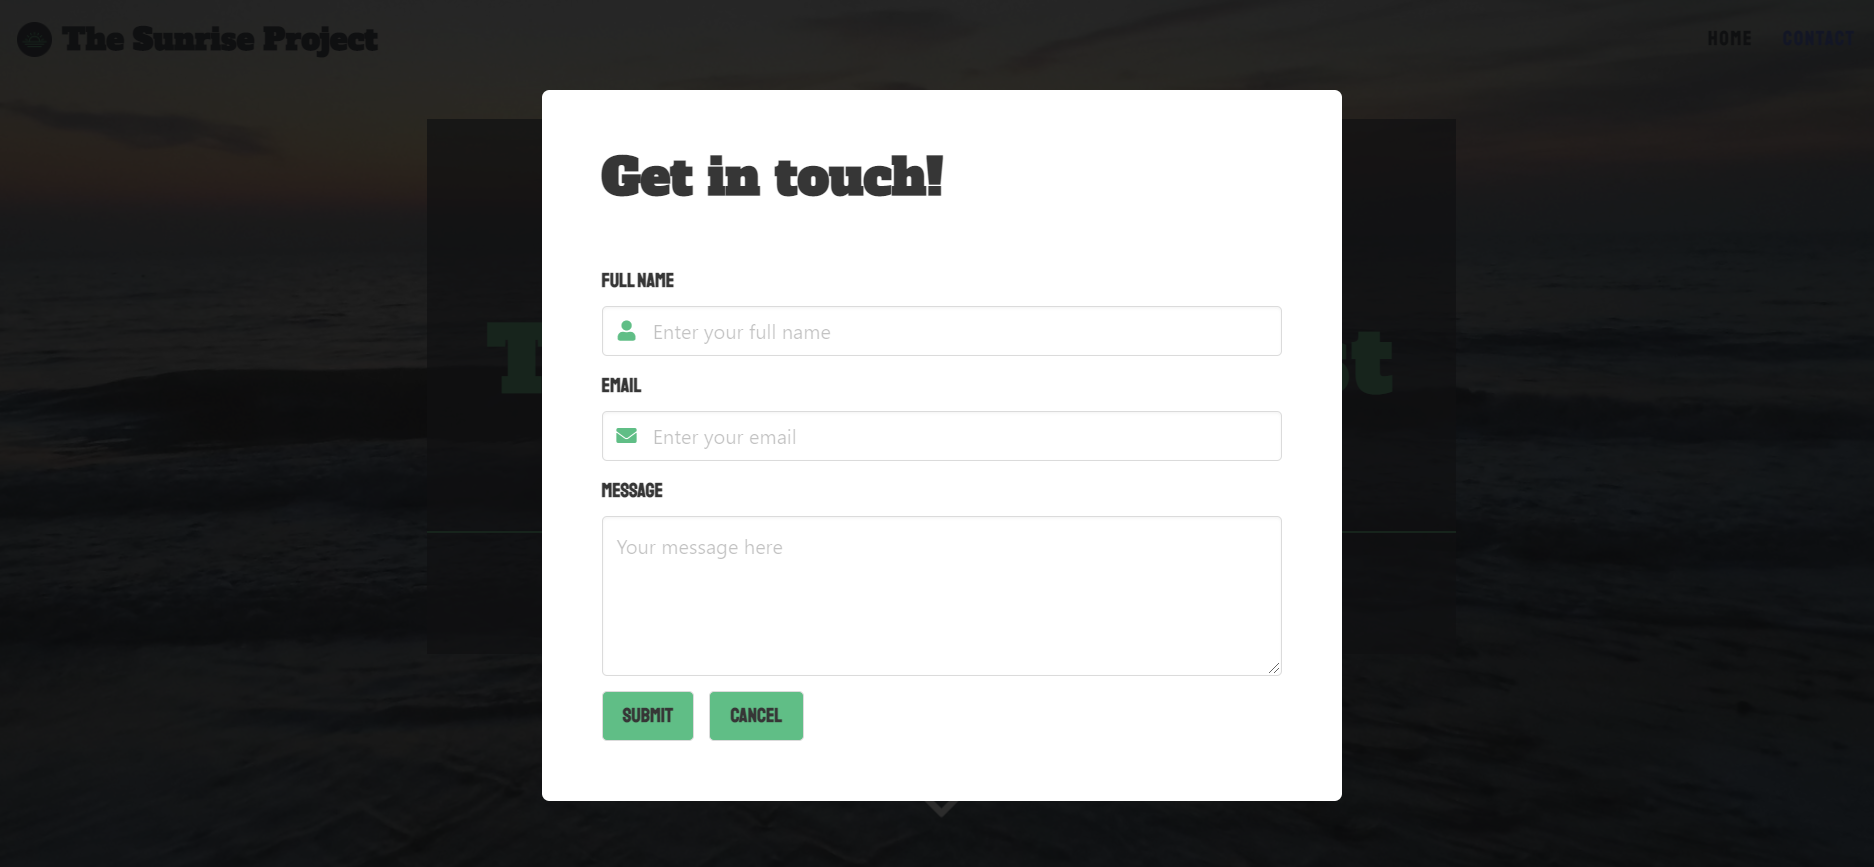 The Sunrise Project
HOME
CONTACT
Get in touch!
FULL NAME
Enter your full name
EMAIL
Enter your email
MESSAGE
Your message here
SUBMIT
CANCEL